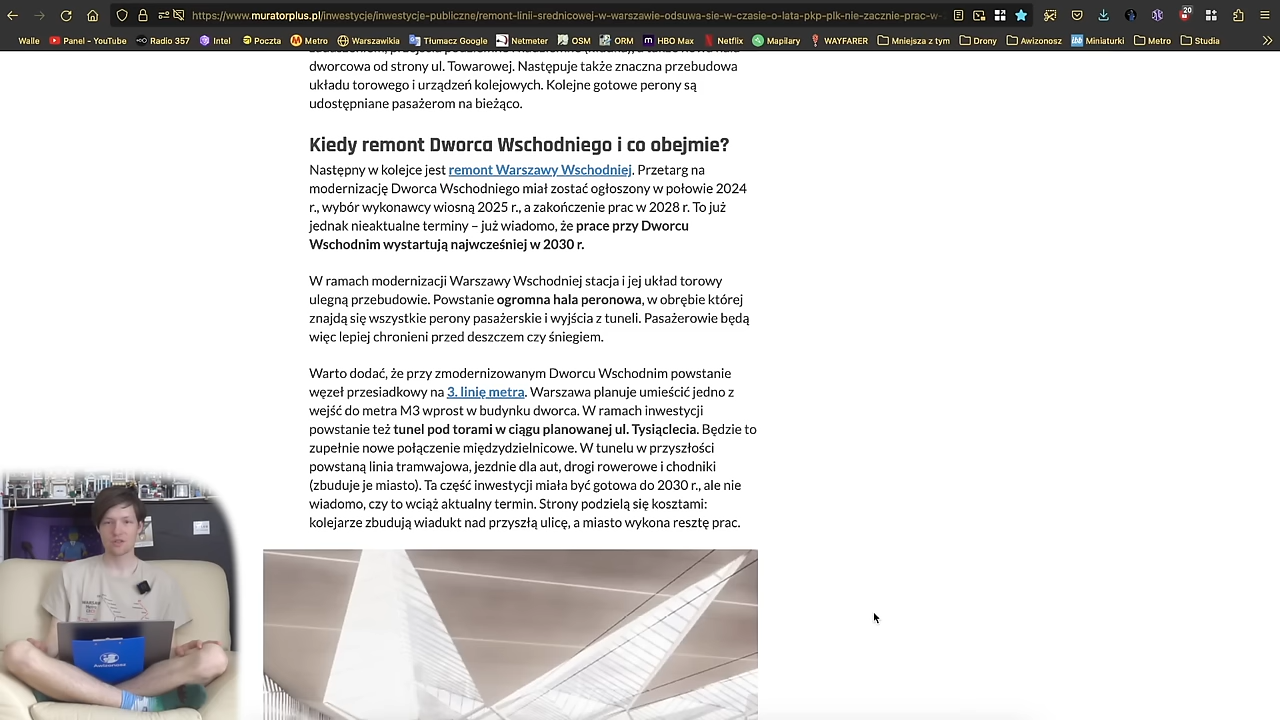 https://www.muratorplus.pl/inwestycje/inwestycje-publiczne/remont-linii-srednicowej-w-warszawie-odsuwa-sie-w-czasie-o-lata-pkp-plk-nie-zacznie-prac-w-
20
Walle Panel - YouTube Radio 357 Intel Poczta Metro Warszawikia Tłumacz Google Netmeter OSM ORM HBO Max Netflix Mapilary WAYFARER Mniejsza z tym Drony Awizonosz Miniaturki Metro Studia
dworcowa od strony ul. Towarowej. Następuje także znaczna przebudowa
układu torowego i urządzeń kolejowych. Kolejne gotowe perony są
udostępniane pasażerom na bieżąco.
Kiedy remont Dworca Wschodniego i co obejmie?
Następny w kolejce jest remont Warszawy Wschodniej. Przetarg na
modernizację Dworca Wschodniego miał zostać ogłoszony w połowie 2024
r., wybór wykonawcy wiosną 2025 r., a zakończenie prac w 2028 r. To już
jednak nieaktualne terminy – już wiadomo, że prace przy Dworcu
Wschodnim wystartują najwcześniej w 2030 r.
W ramach modernizacji Warszawy Wschodniej stacja i jej układ torowy
ulegną przebudowie. Powstanie ogromna hala peronowa, w obrębie której
znajdą się wszystkie perony pasażerskie i wyjścia z tuneli. Pasażerowie będą
więc lepiej chronieni przed deszczem czy śniegiem.
Warto dodać, że przy zmodernizowanym Dworcu Wschodnim powstanie
węzeł przesiadkowy na 3. linię metra. Warszawa planuje umieścić jedno z
wejść do metra M3 wprost w budynku dworca. W ramach inwestycji
powstanie też tunel pod torami w ciągu planowanej ul. Tysiąclecia. Będzie to
zupełnie nowe połączenie międzydzielnicowe. W tunelu w przyszłości
powstaną linia tramwajowa, jezdnie dla aut, drogi rowerowe i chodniki
(zbuduje je miasto). Ta część inwestycji miała być gotowa do 2030 r., ale nie
wiadomo, czy to wciąż aktualny termin. Strony podzielą się kosztami:
kolejarze zbudują wiadukt nad przyszłą ulicę, a miasto wykona resztę prac.
Awizonosz